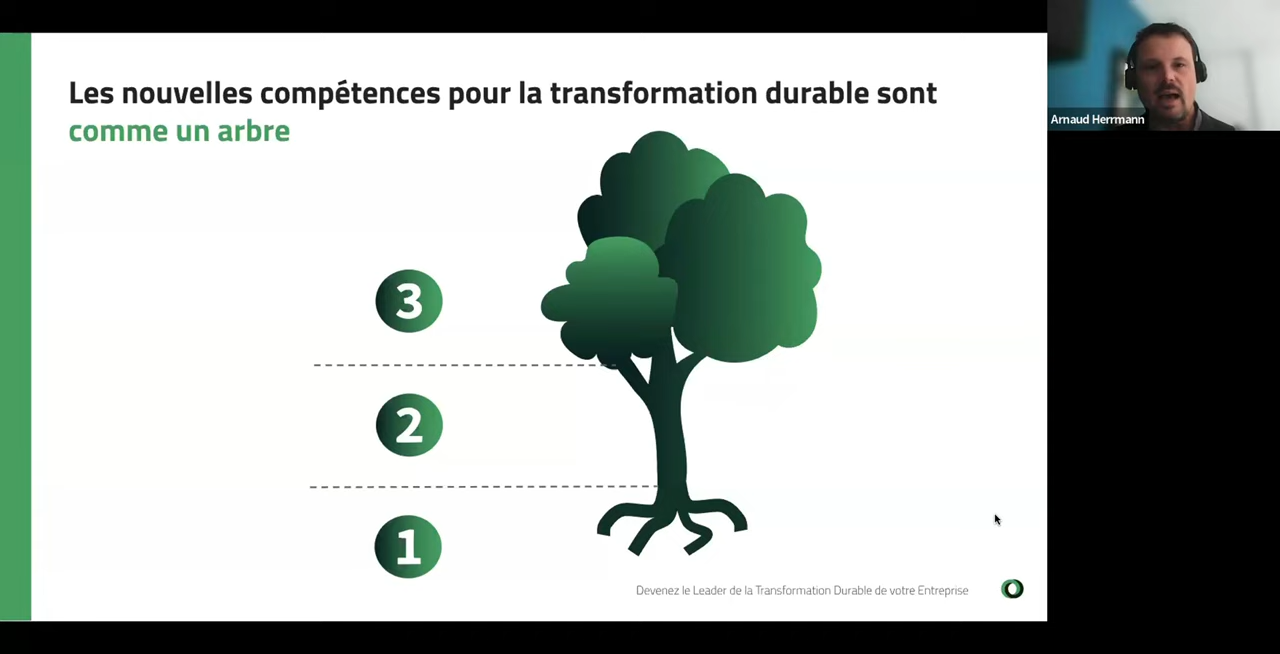 Les nouvelles compétences pour la transformation durable sont
comme un arbre
Arnaud Herrmann
3
2
1
Devenez le Leader de la Transformation Durable de votre Entreprise